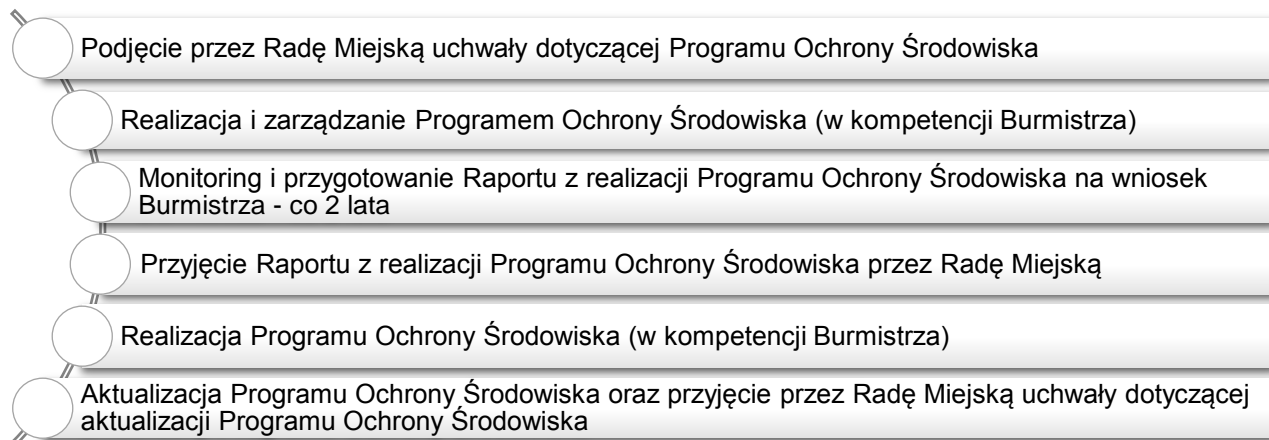 Podjęcie przez Radę Miejską uchwały dotyczącej Programu Ochrony Środowiska
Realizacja i zarządzanie Programem Ochrony Środowiska (w kompetencji Burmistrza)
Monitoring i przygotowanie Raportu z realizacji Programu Ochrony Środowiska na wniosek
Burmistrza - co 2 lata
Przyjęcie Raportu z realizacji Programu Ochrony Środowiska przez Radę Miejską
Realizacja Programu Ochrony Środowiska (w kompetencji Burmistrza)
Aktualizacja Programu Ochrony Środowiska oraz przyjęcie przez Radę Miejską uchwały dotyczącej
aktualizacji Programu Ochrony Środowiska